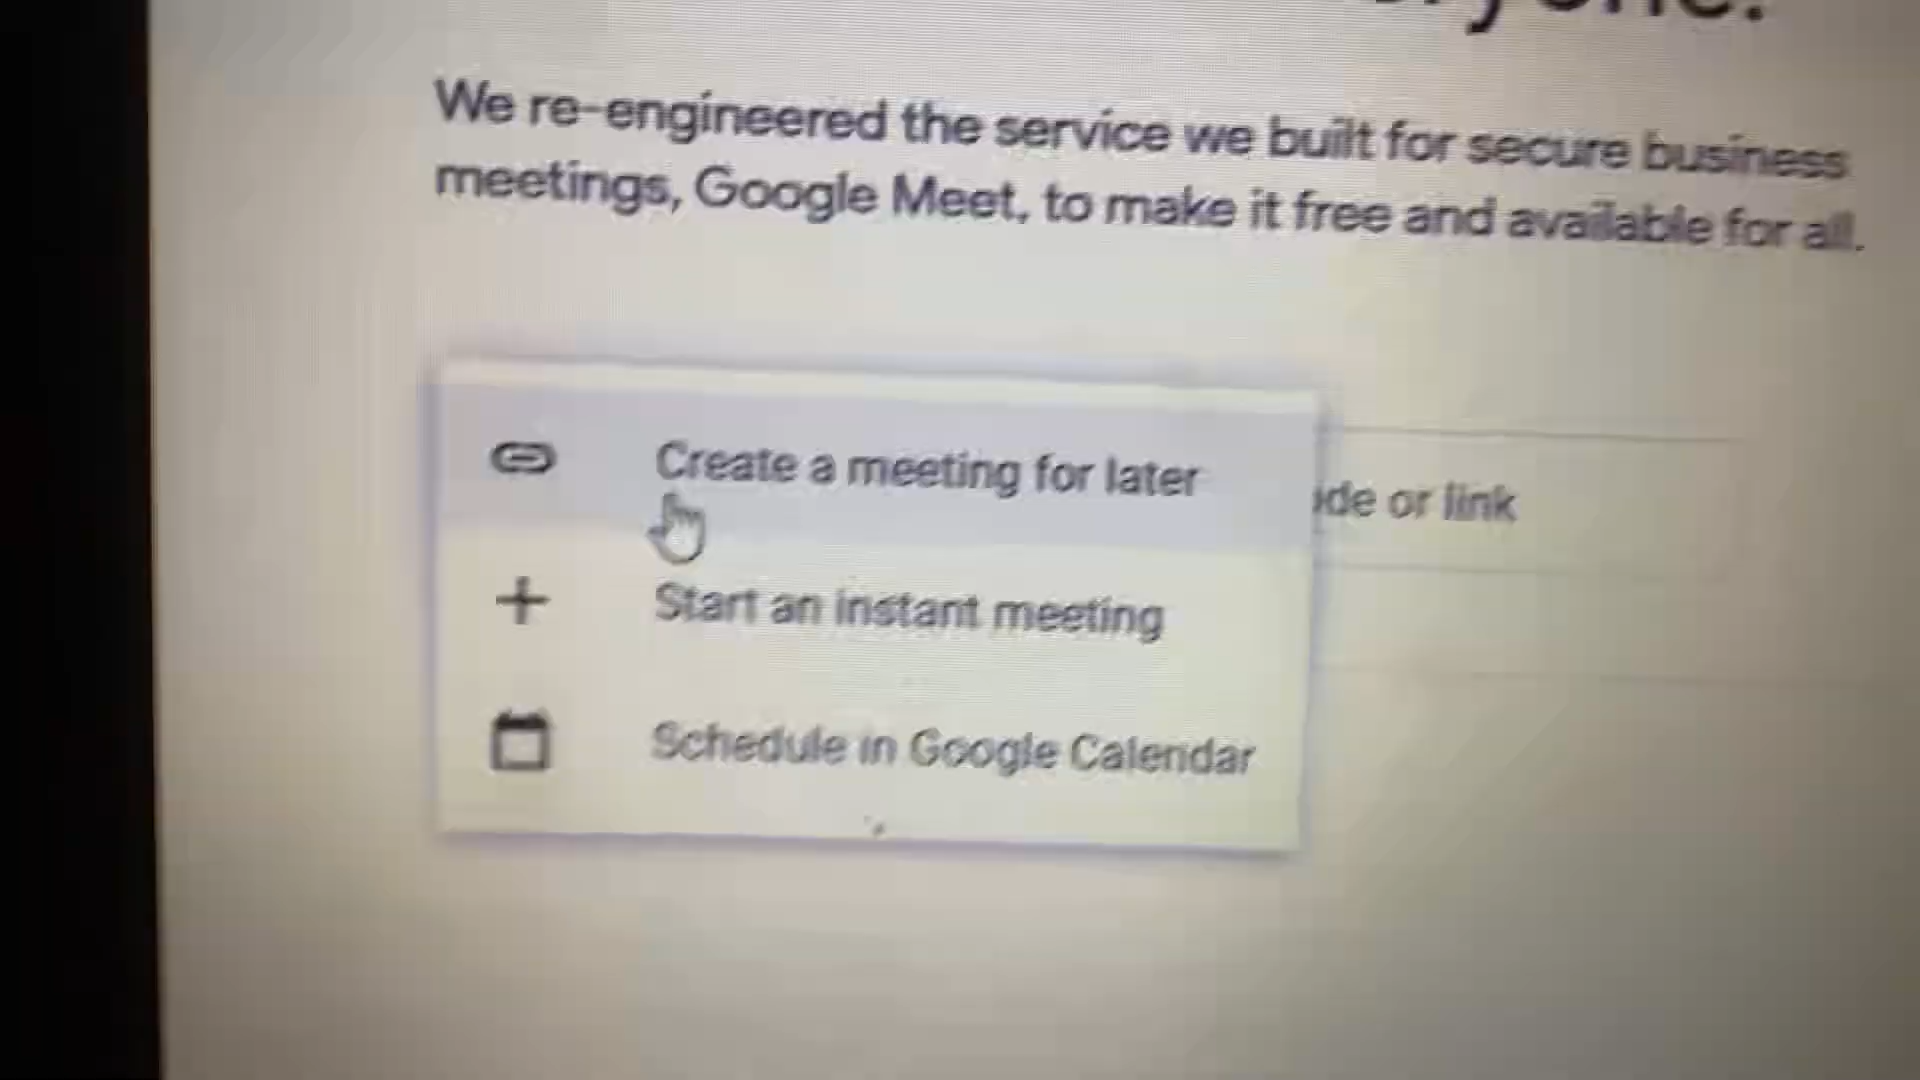 We re-engineered the service we built for secure business
meetings, Google Meet, to make it free and available for all.
Create a meeting for later
or link
Start an instant meeting
Schedule in Google Calendar